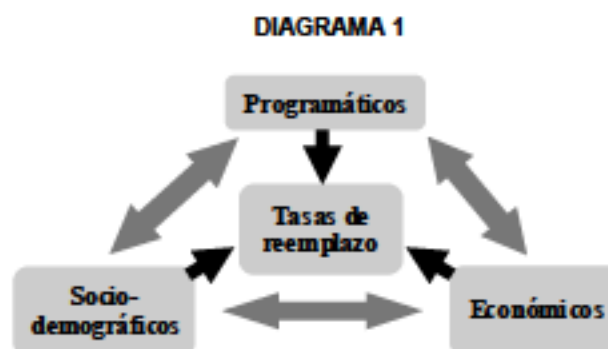 DIAGRAMA 1
Programáticos
Tasas de
reemplazo
Socio-
demográficos
Económicos